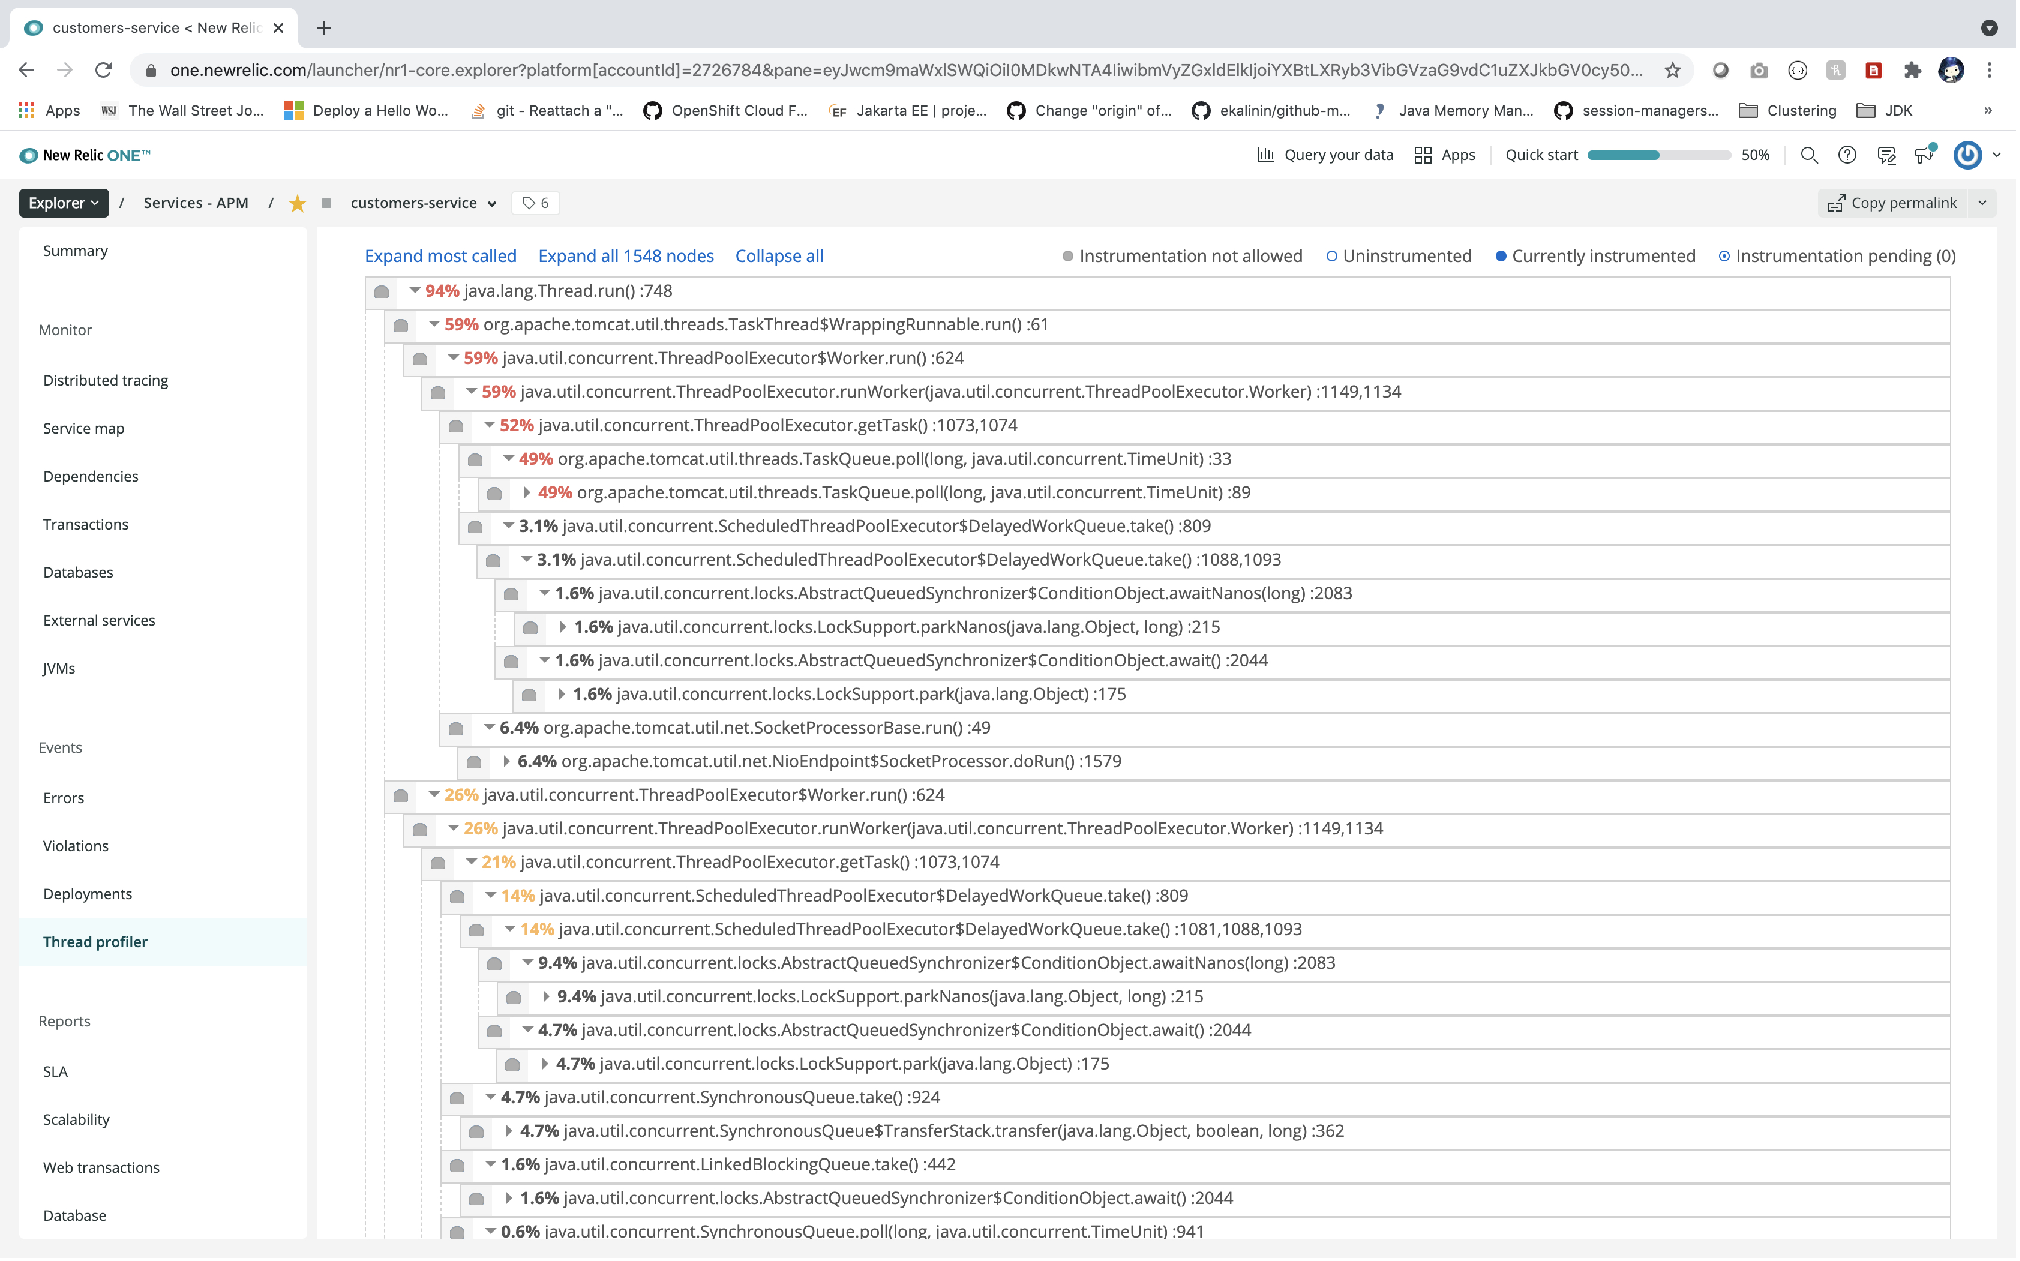 customers-service < New Relic
one.newrelic.com/launcher/nr1-core.explorer?platform[accountId]=2726784&pane=eyJwcm9maWxlSWQiOiI0MDkwNTA4IiwibmVyZGxldElkIjoiYXBtLXRyb3VibGVzaG9vdC1uZXJkbGV0cy50...
Apps WSJ The Wall Street Jo... Deploy a Hello Wo... git - Reattach a "... OpenShift Cloud F... EF Jakarta EE | proje... Change "origin" of... ekalinin/github-m... Java Memory Man... session-managers... Clustering JDK »
New Relic ONE™ Query your data Apps Quick start 50%
Explorer / Services - APM / customers-service 6 Copy permalink
Summary
Monitor
Distributed tracing
Service map
Dependencies
Transactions
Databases
External services
JVMs
Events
Errors
Violations
Deployments
Thread profiler
Reports
SLA
Scalability
Web transactions
Database
Expand most called Expand all 1548 nodes Collapse all Instrumentation not allowed Uninstrumented Currently instrumented Instrumentation pending (0)
94% java.lang.Thread.run() :748
59% org.apache.tomcat.util.threads.TaskThread$WrappingRunnable.run() :61
59% java.util.concurrent.ThreadPoolExecutor$Worker.run() :624
59% java.util.concurrent.ThreadPoolExecutor.runWorker(java.util.concurrent.ThreadPoolExecutor.Worker) :1149,1134
52% java.util.concurrent.ThreadPoolExecutor.getTask() :1073,1074
49% org.apache.tomcat.util.threads.TaskQueue.poll(long, java.util.concurrent.TimeUnit) :33
49% org.apache.tomcat.util.threads.TaskQueue.poll(long, java.util.concurrent.TimeUnit) :89
3.1% java.util.concurrent.ScheduledThreadPoolExecutor$DelayedWorkQueue.take() :809
3.1% java.util.concurrent.ScheduledThreadPoolExecutor$DelayedWorkQueue.take() :1088,1093
1.6% java.util.concurrent.locks.AbstractQueuedSynchronizer$ConditionObject.awaitNanos(long) :2083
1.6% java.util.concurrent.locks.LockSupport.parkNanos(java.lang.Object, long) :215
1.6% java.util.concurrent.locks.AbstractQueuedSynchronizer$ConditionObject.await() :2044
1.6% java.util.concurrent.locks.LockSupport.park(java.lang.Object) :175
6.4% org.apache.tomcat.util.net.SocketProcessorBase.run() :49
6.4% org.apache.tomcat.util.net.NioEndpoint$SocketProcessor.doRun() :1579
26% java.util.concurrent.ThreadPoolExecutor$Worker.run() :624
26% java.util.concurrent.ThreadPoolExecutor.runWorker(java.util.concurrent.ThreadPoolExecutor.Worker) :1149,1134
21% java.util.concurrent.ThreadPoolExecutor.getTask() :1073,1074
14% java.util.concurrent.ScheduledThreadPoolExecutor$DelayedWorkQueue.take() :809
14% java.util.concurrent.ScheduledThreadPoolExecutor$DelayedWorkQueue.take() :1081,1088,1093
9.4% java.util.concurrent.locks.AbstractQueuedSynchronizer$ConditionObject.awaitNanos(long) :2083
9.4% java.util.concurrent.locks.LockSupport.parkNanos(java.lang.Object, long) :215
4.7% java.util.concurrent.locks.AbstractQueuedSynchronizer$ConditionObject.await() :2044
4.7% java.util.concurrent.locks.LockSupport.park(java.lang.Object) :175
4.7% java.util.concurrent.SynchronousQueue.take() :924
4.7% java.util.concurrent.SynchronousQueue$TransferStack.transfer(java.lang.Object, boolean, long) :362
1.6% java.util.concurrent.LinkedBlockingQueue.take() :442
1.6% java.util.concurrent.locks.AbstractQueuedSynchronizer$ConditionObject.await() :2044
0.6% java.util.concurrent.SynchronousQueue.poll(long, java.util.concurrent.TimeUnit) :941